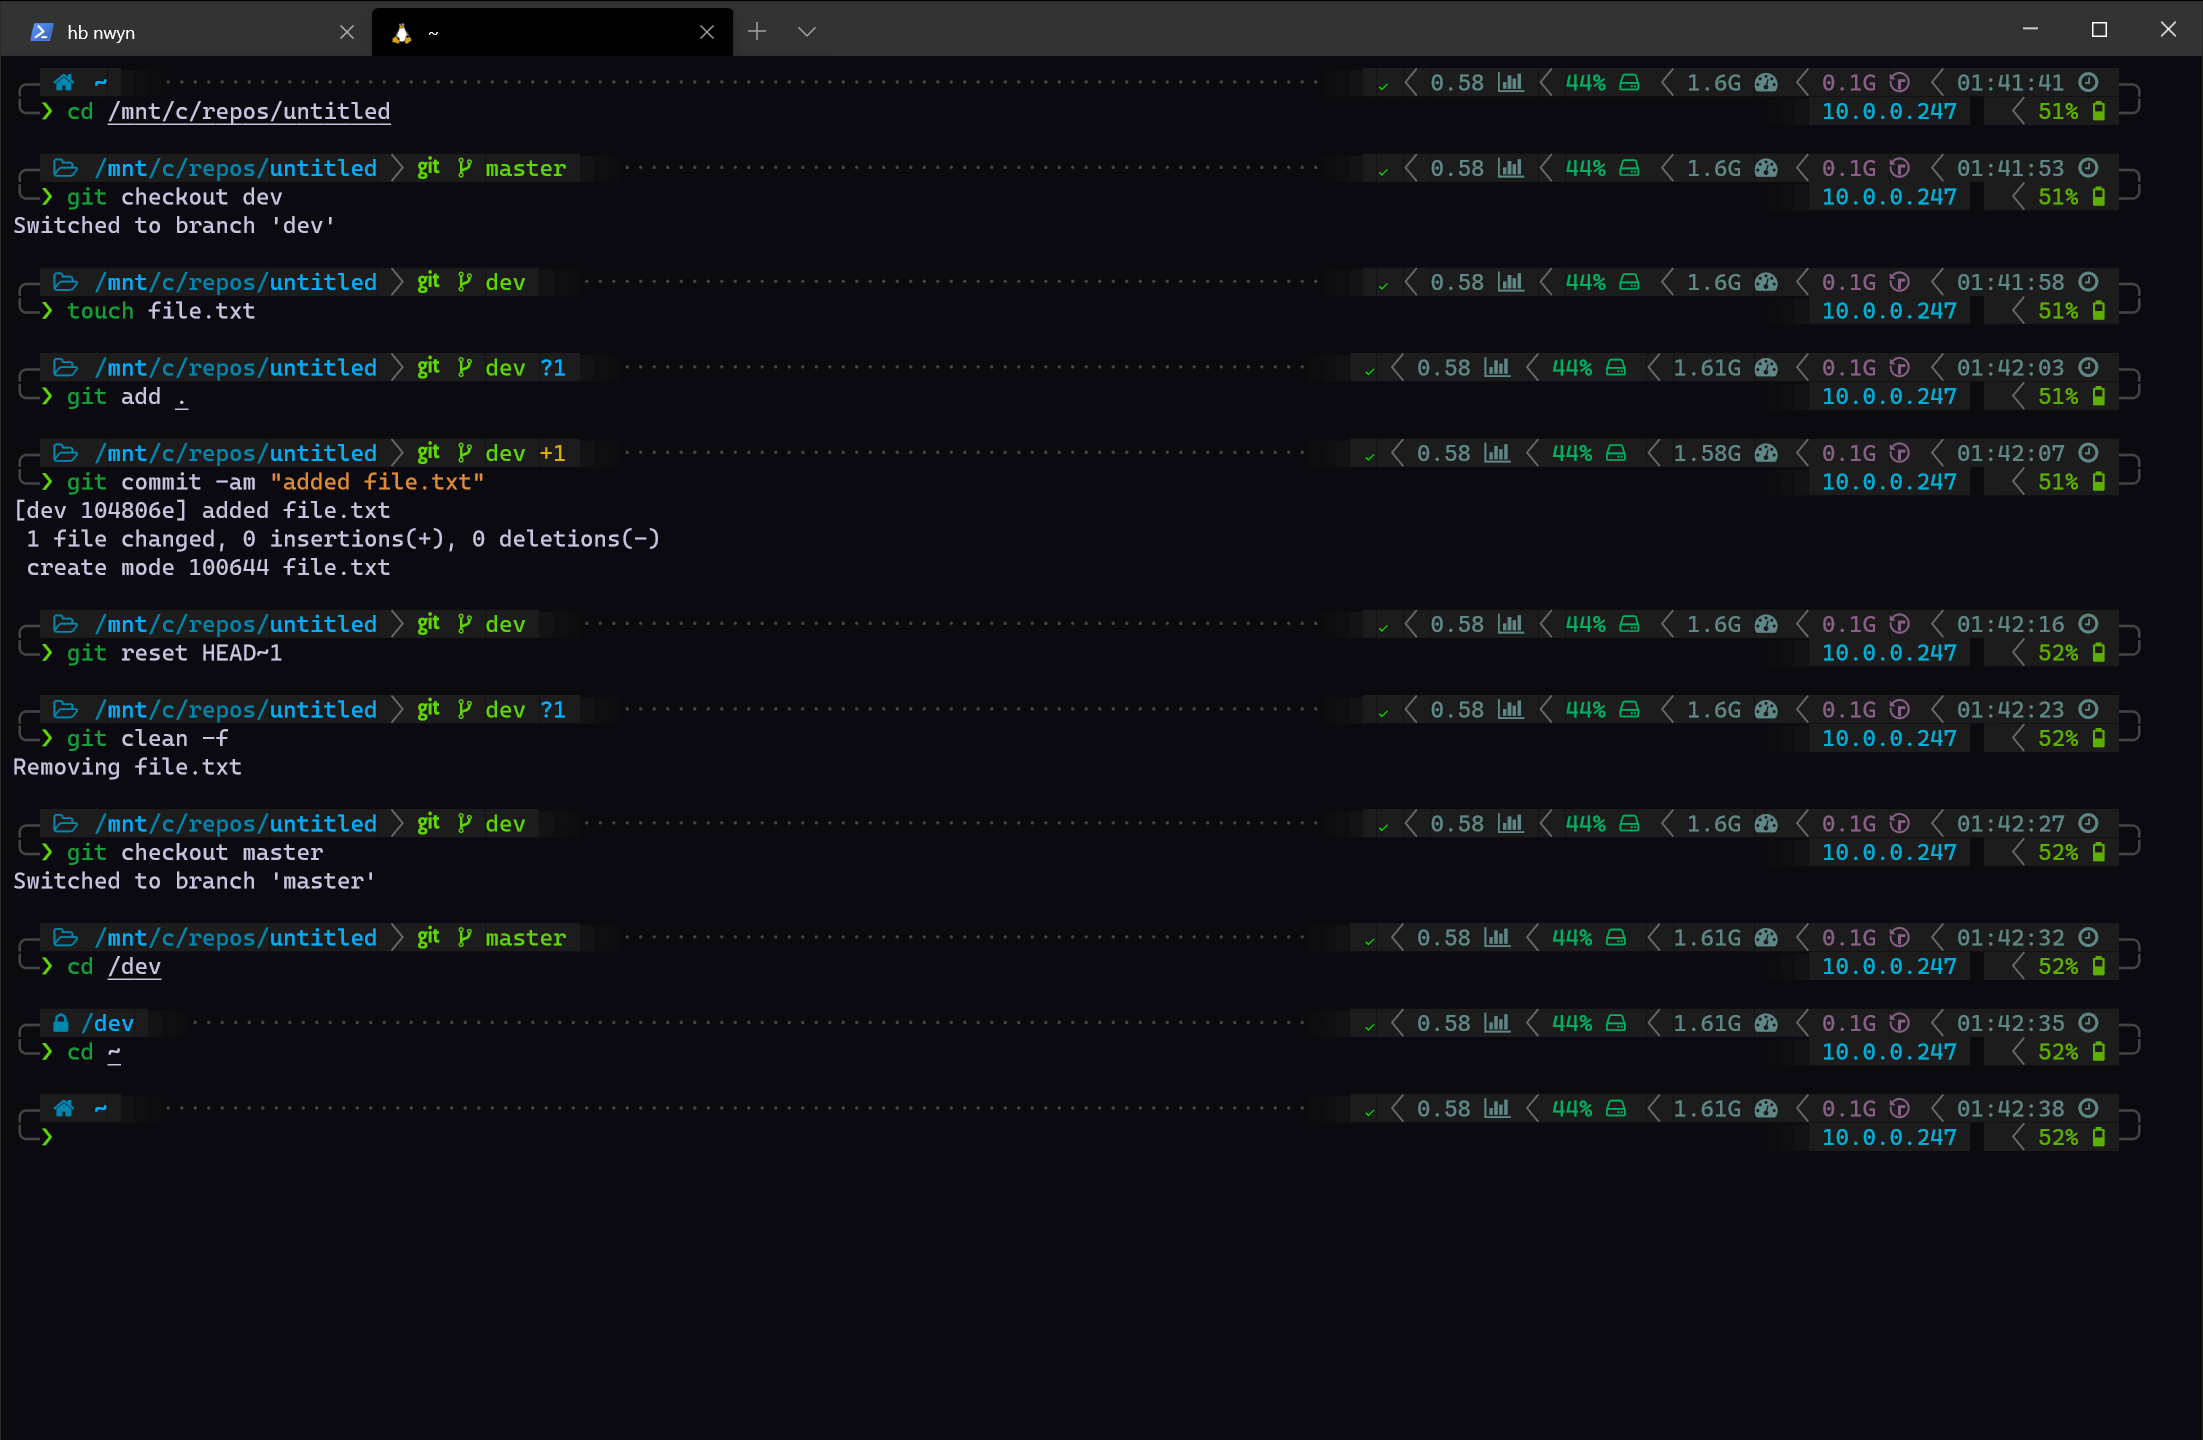 hb nwyn ~
~ 0.58 44% 1.6G 0.1G 01:41:41
❯ cd /mnt/c/repos/untitled 10.0.0.247 51%
/mnt/c/repos/untitled git master 0.58 44% 1.6G 0.1G 01:41:53
❯ git checkout dev 10.0.0.247 51%
Switched to branch 'dev'
/mnt/c/repos/untitled git dev 0.58 44% 1.6G 0.1G 01:41:58
❯ touch file.txt 10.0.0.247 51%
/mnt/c/repos/untitled git dev ?1 0.58 44% 1.61G 0.1G 01:42:03
❯ git add . 10.0.0.247 51%
/mnt/c/repos/untitled git dev +1 0.58 44% 1.58G 0.1G 01:42:07
❯ git commit -am "added file.txt" 10.0.0.247 51%
[dev 104806e] added file.txt
1 file changed, 0 insertions(+), 0 deletions(-)
create mode 100644 file.txt
/mnt/c/repos/untitled git dev 0.58 44% 1.6G 0.1G 01:42:16
❯ git reset HEAD~1 10.0.0.247 52%
/mnt/c/repos/untitled git dev ?1 0.58 44% 1.6G 0.1G 01:42:23
❯ git clean -f 10.0.0.247 52%
Removing file.txt
/mnt/c/repos/untitled git dev 0.58 44% 1.6G 0.1G 01:42:27
❯ git checkout master 10.0.0.247 52%
Switched to branch 'master'
/mnt/c/repos/untitled git master 0.58 44% 1.61G 0.1G 01:42:32
❯ cd /dev 10.0.0.247 52%
/dev 0.58 44% 1.61G 0.1G 01:42:35
❯ cd ~ 10.0.0.247 52%
~ 0.58 44% 1.61G 0.1G 01:42:38
❯ 10.0.0.247 52%